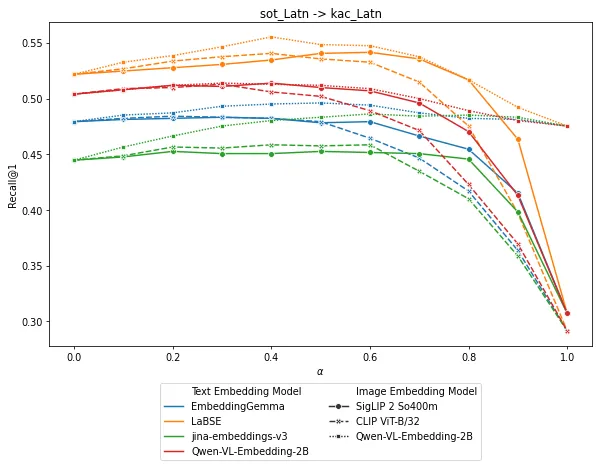 sot_Latn -> kac_Latn
0.55
0.50
0.45
0.40
0.35
0.30
Recall@1
0.0 0.2 0.4 0.6 0.8 1.0
α
Text Embedding Model
EmbeddingGemma
LaBSE
jina-embeddings-v3
Qwen-VL-Embedding-2B
Image Embedding Model
SigLIP 2 So400m
CLIP ViT-B/32
Qwen-VL-Embedding-2B